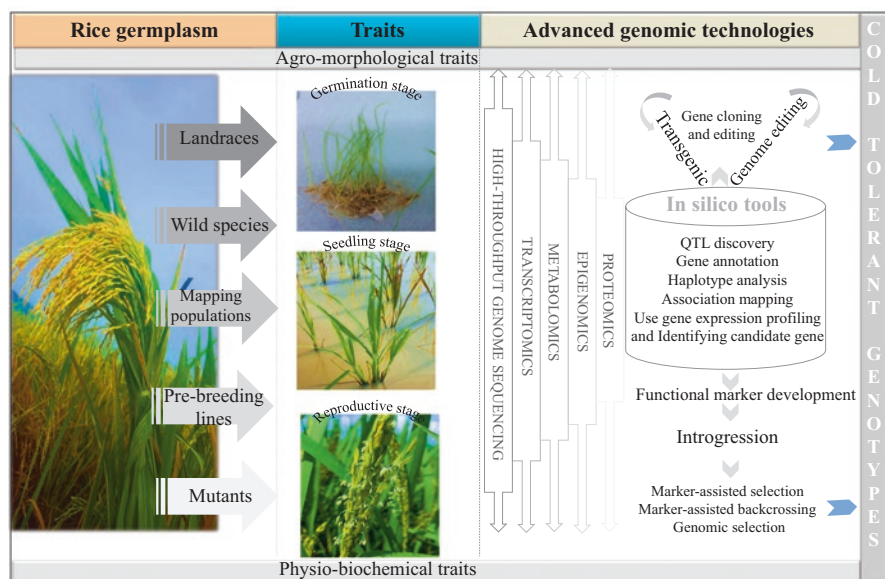 Rice germplasm
Traits
Advanced genomic technologies
Agro-morphological traits
Landraces
Wild species
Mapping
populations
Pre-breeding
lines
Mutants
Germination stage
Seedling stage
Reproductive stage
HIGH-THROUGHPUT GENOME SEQUENCING
TRANSCRIPTOMICS
METABOLOMICS
EPIGENOMICS
PROTEOMICS
Gene cloning
and editing
Transgenic
Genome editing
In silico tools
QTL discovery
Gene annotation
Haplotype analysis
Association mapping
Use gene expression profiling
and Identifying candidate gene
Functional marker development
Introgression
Marker-assisted selection
Marker-assisted backcrossing
Genomic selection
COLD TOLERANT GENOTYPES
Physio-biochemical traits